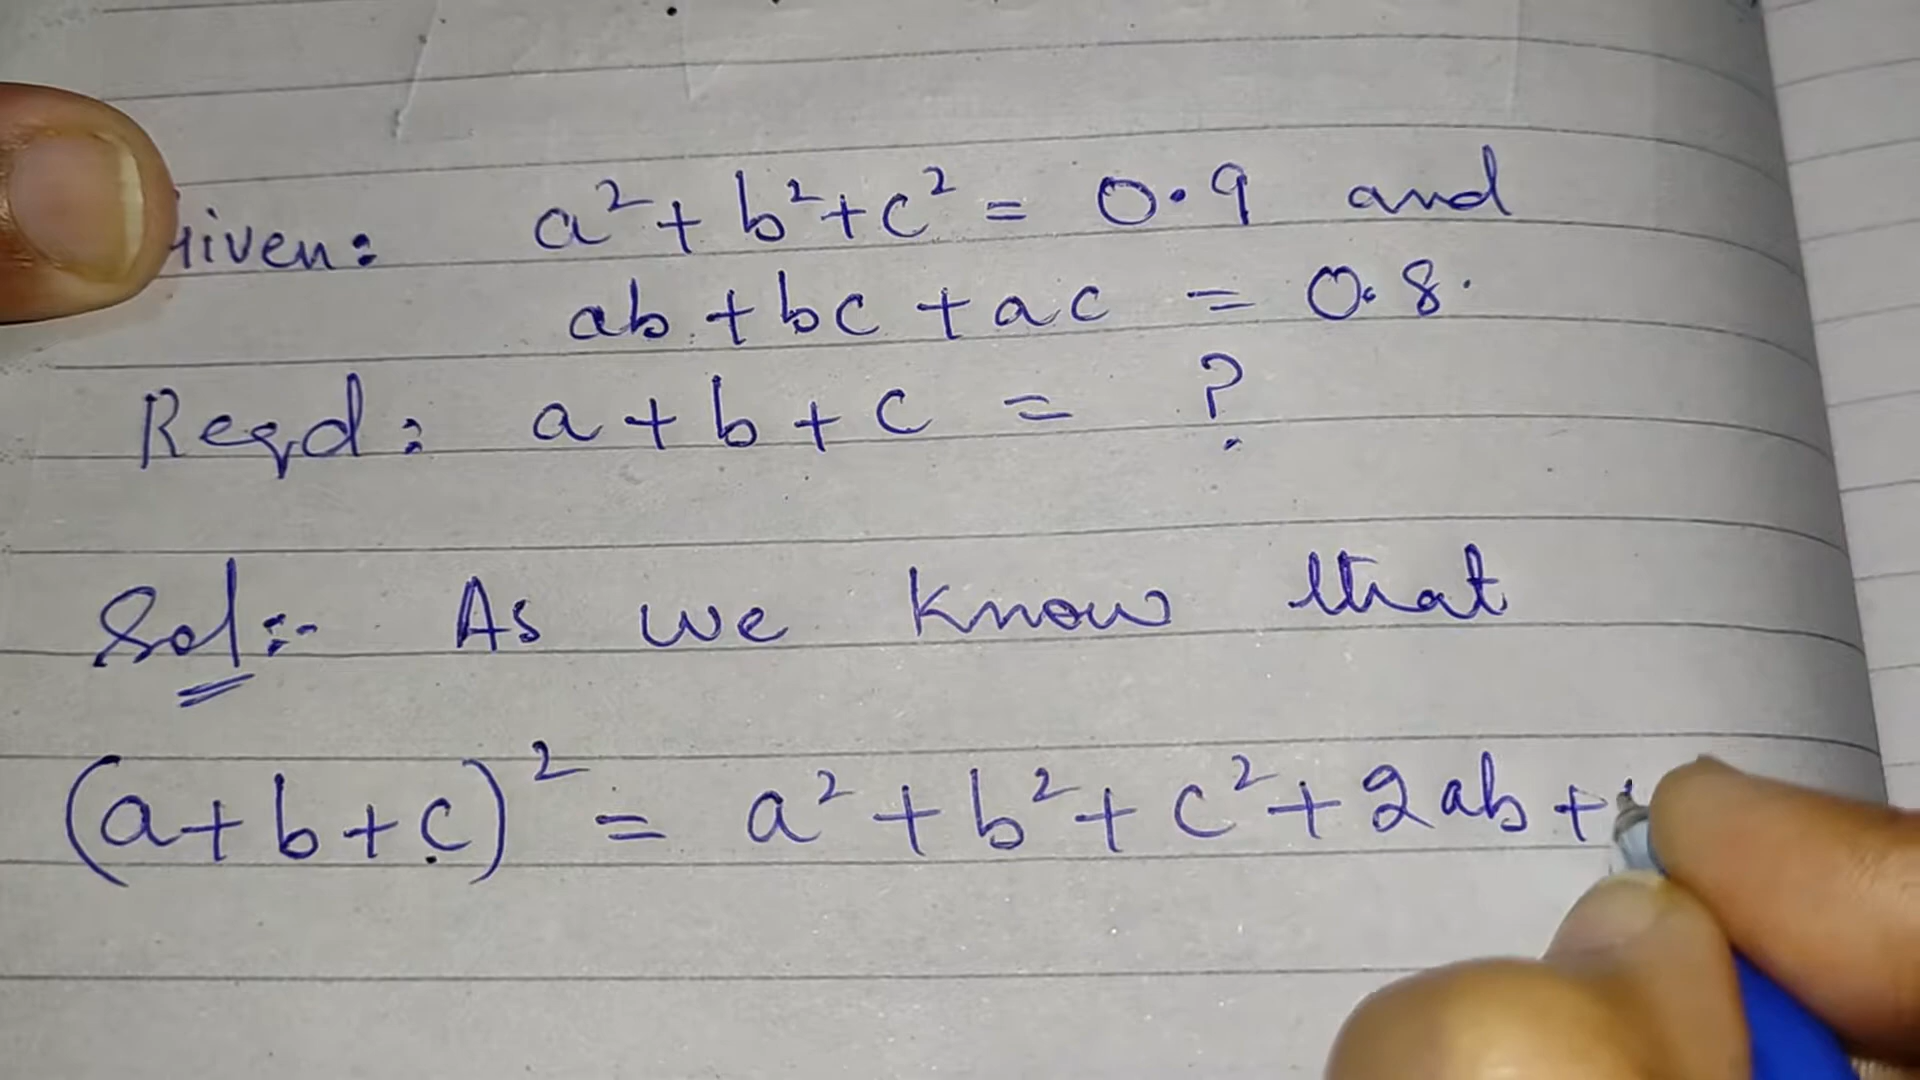 Given: a² + b² + c² = 0.9 and
ab + bc + ac = 0.8.
Reqd: a + b + c = ?
Sol:- As we know that
(a+b+c)² = a² + b² + c² + 2ab +